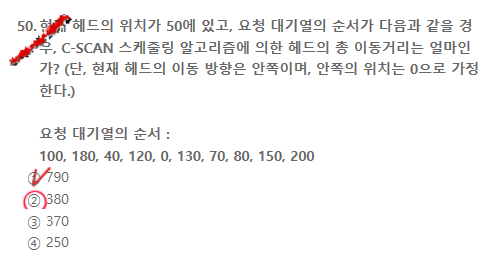 50. 현재 헤드의 위치가 50에 있고, 요청 대기열의 순서가 다음과 같을 경
우, C-SCAN 스케줄링 알고리즘에 의한 헤드의 총 이동거리는 얼마인
가? (단, 현재 헤드의 이동 방향은 안쪽이며, 안쪽의 위치는 0으로 가정
한다.)
요청 대기열의 순서 :
100, 180, 40, 120, 0, 130, 70, 80, 150, 200
① 790
② 380
③ 370
④ 250